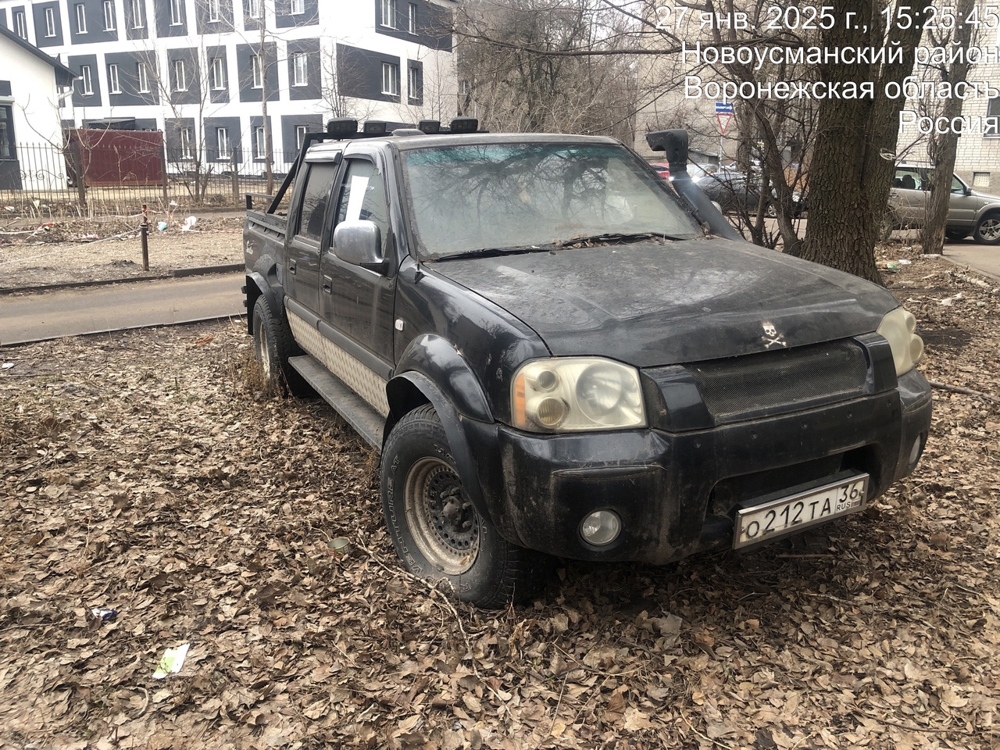 27 янв. 2025 г., 15:25:45
Новоусманский район
Воронежская область
Россия
о212ТА 36
RUS